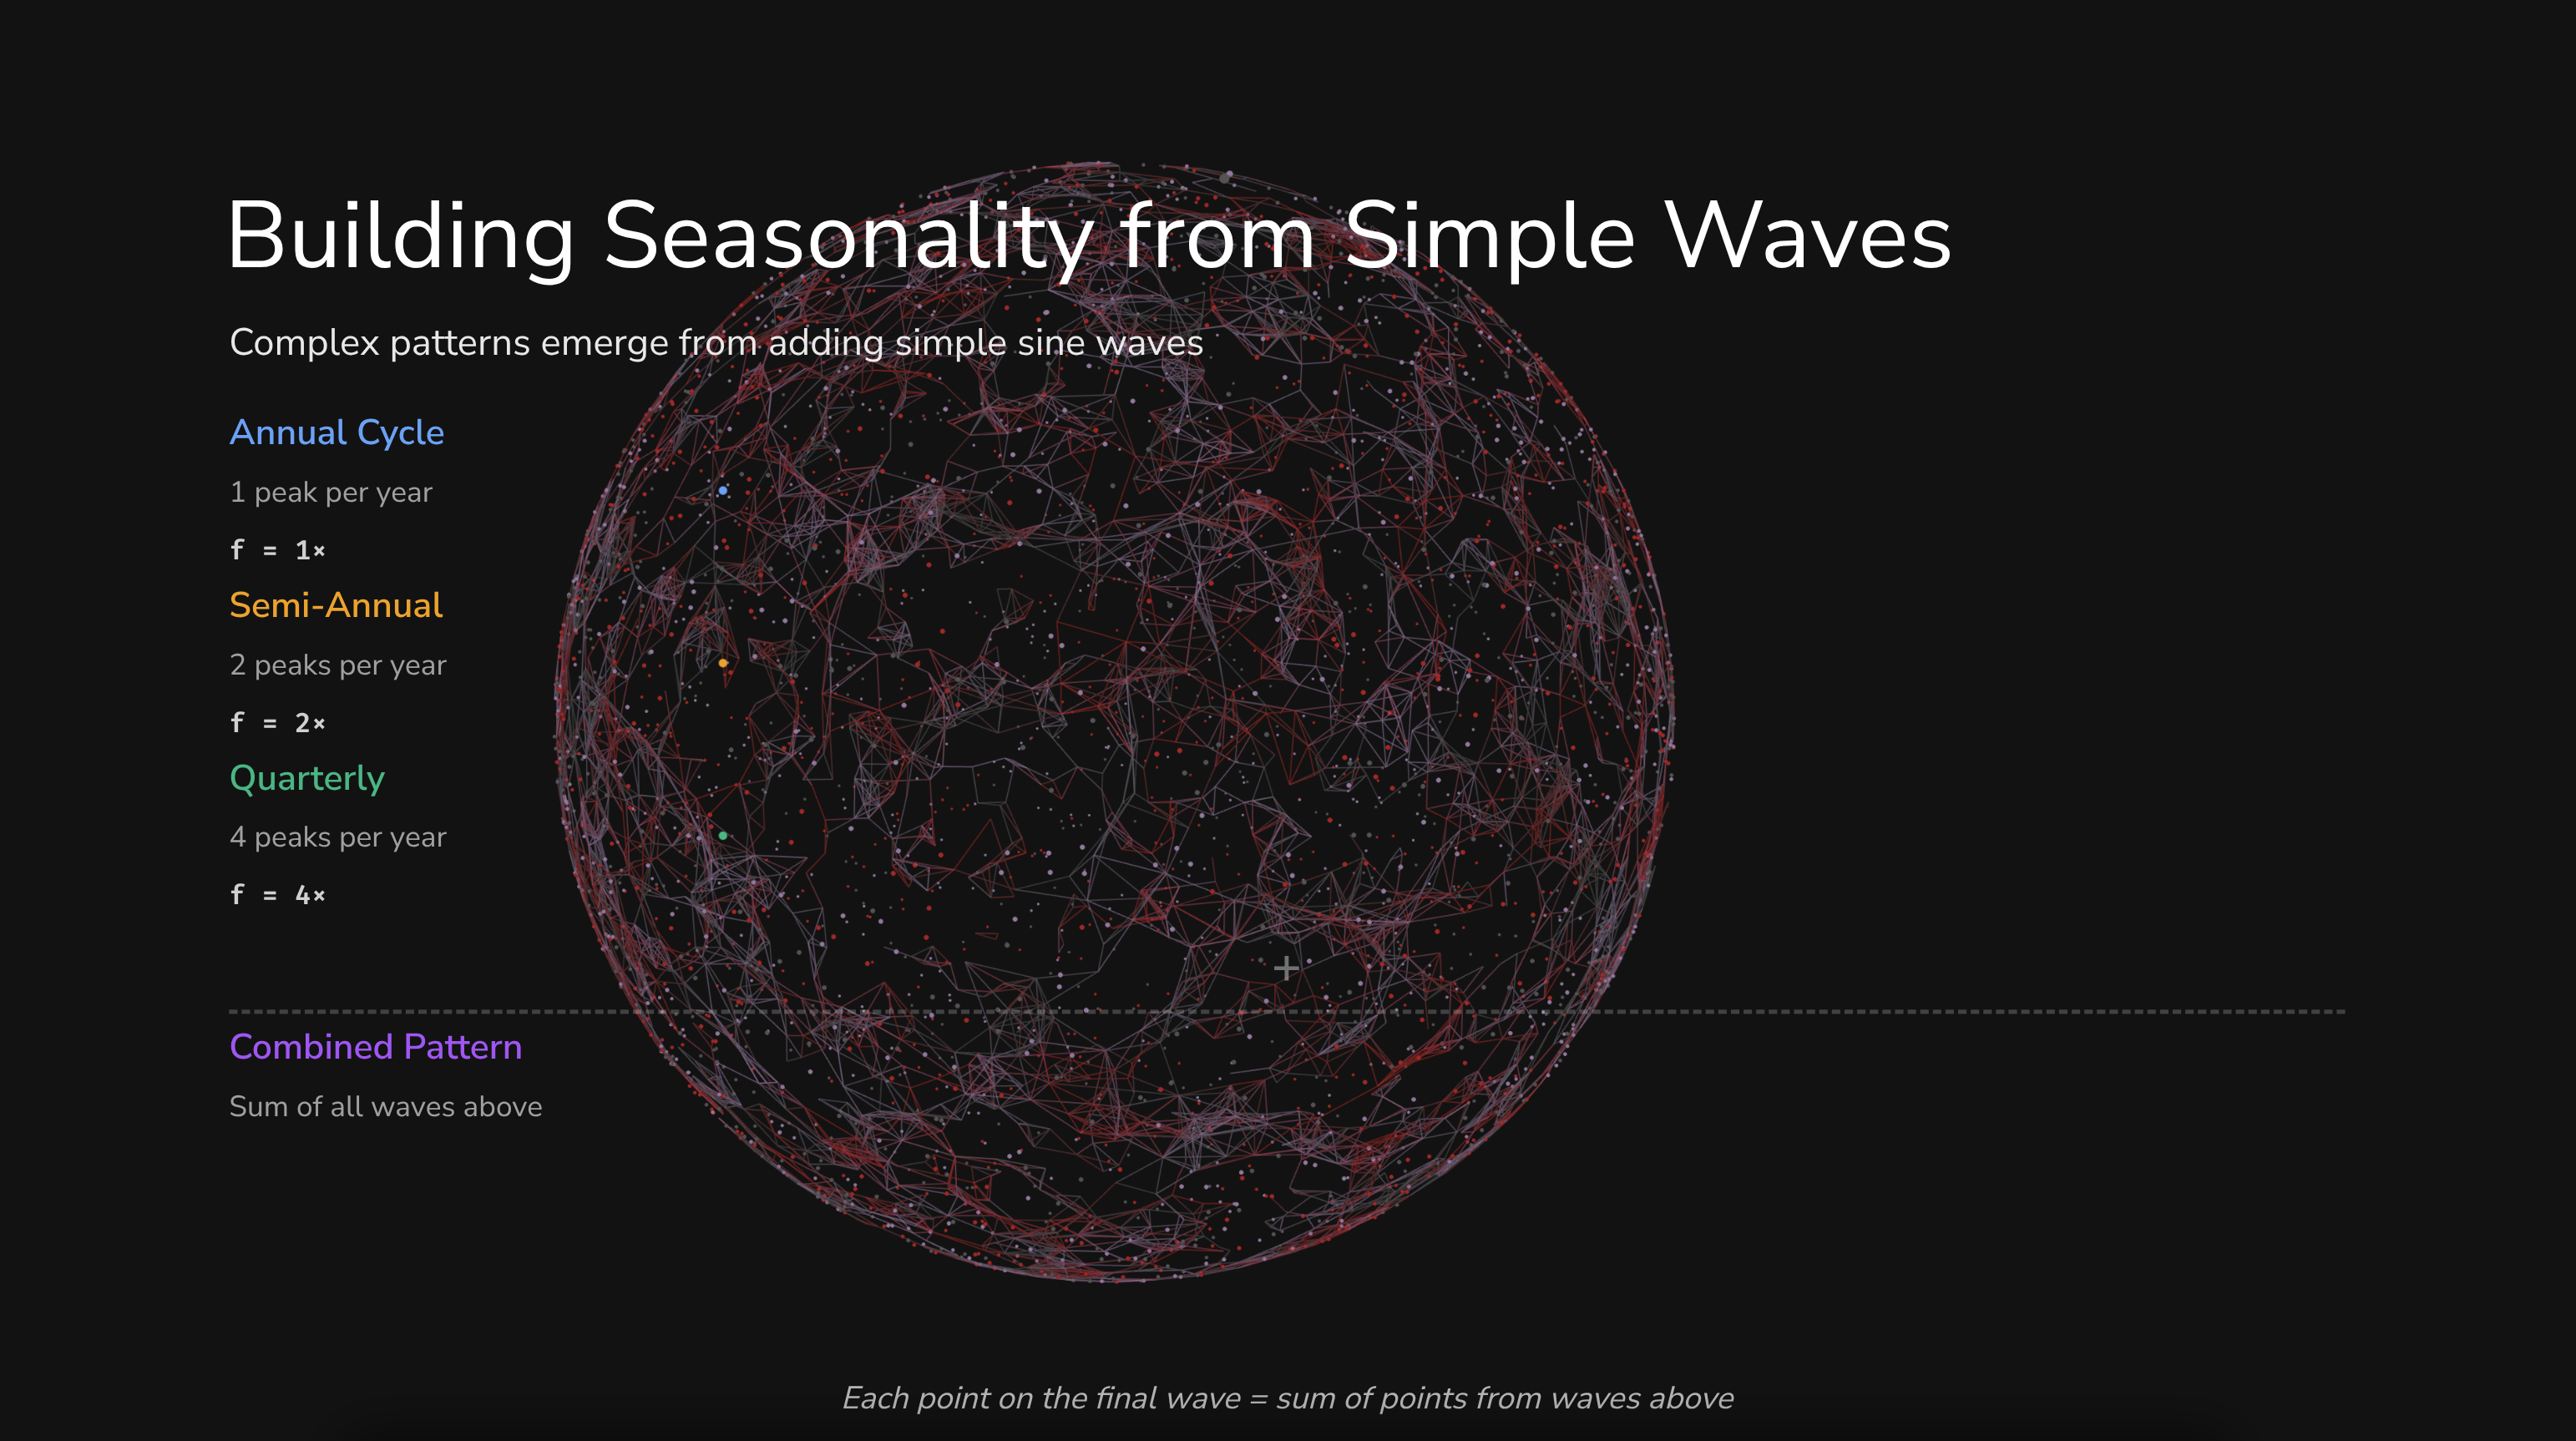 Building Seasonality from Simple Waves
Complex patterns emerge from adding simple sine waves
Annual Cycle
1 peak per year
f = 1×
Semi-Annual
2 peaks per year
f = 2×
Quarterly
4 peaks per year
f = 4×
+
Combined Pattern
Sum of all waves above
Each point on the final wave = sum of points from waves above